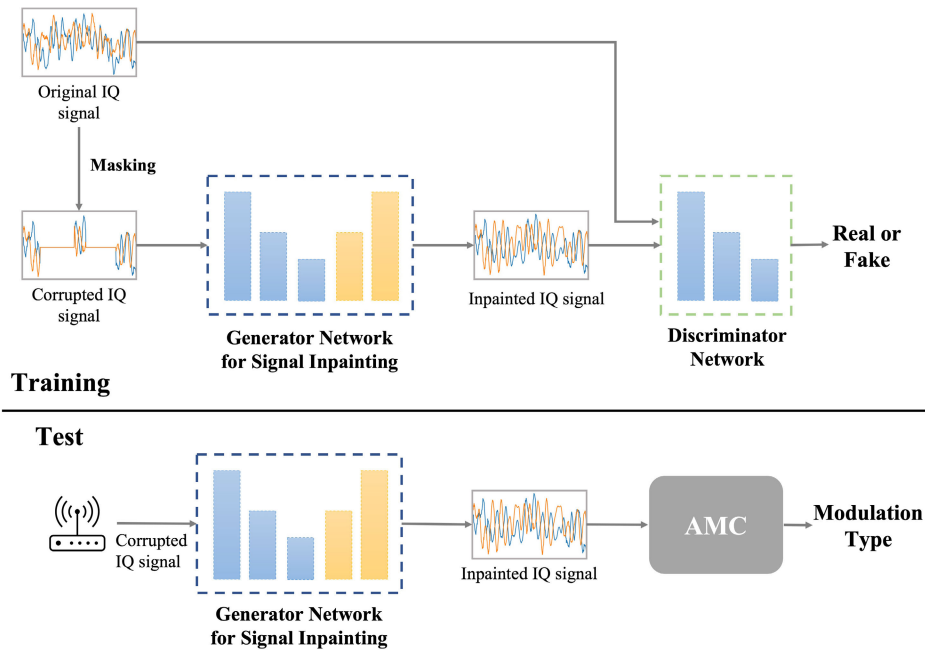 Original IQ
signal
Masking
Corrupted IQ
signal
Generator Network
for Signal Inpainting
Inpainted IQ signal
Discriminator
Network
Real or
Fake
Training
Test
Corrupted
IQ signal
Generator Network
for Signal Inpainting
Inpainted IQ signal
AMC
Modulation
Type